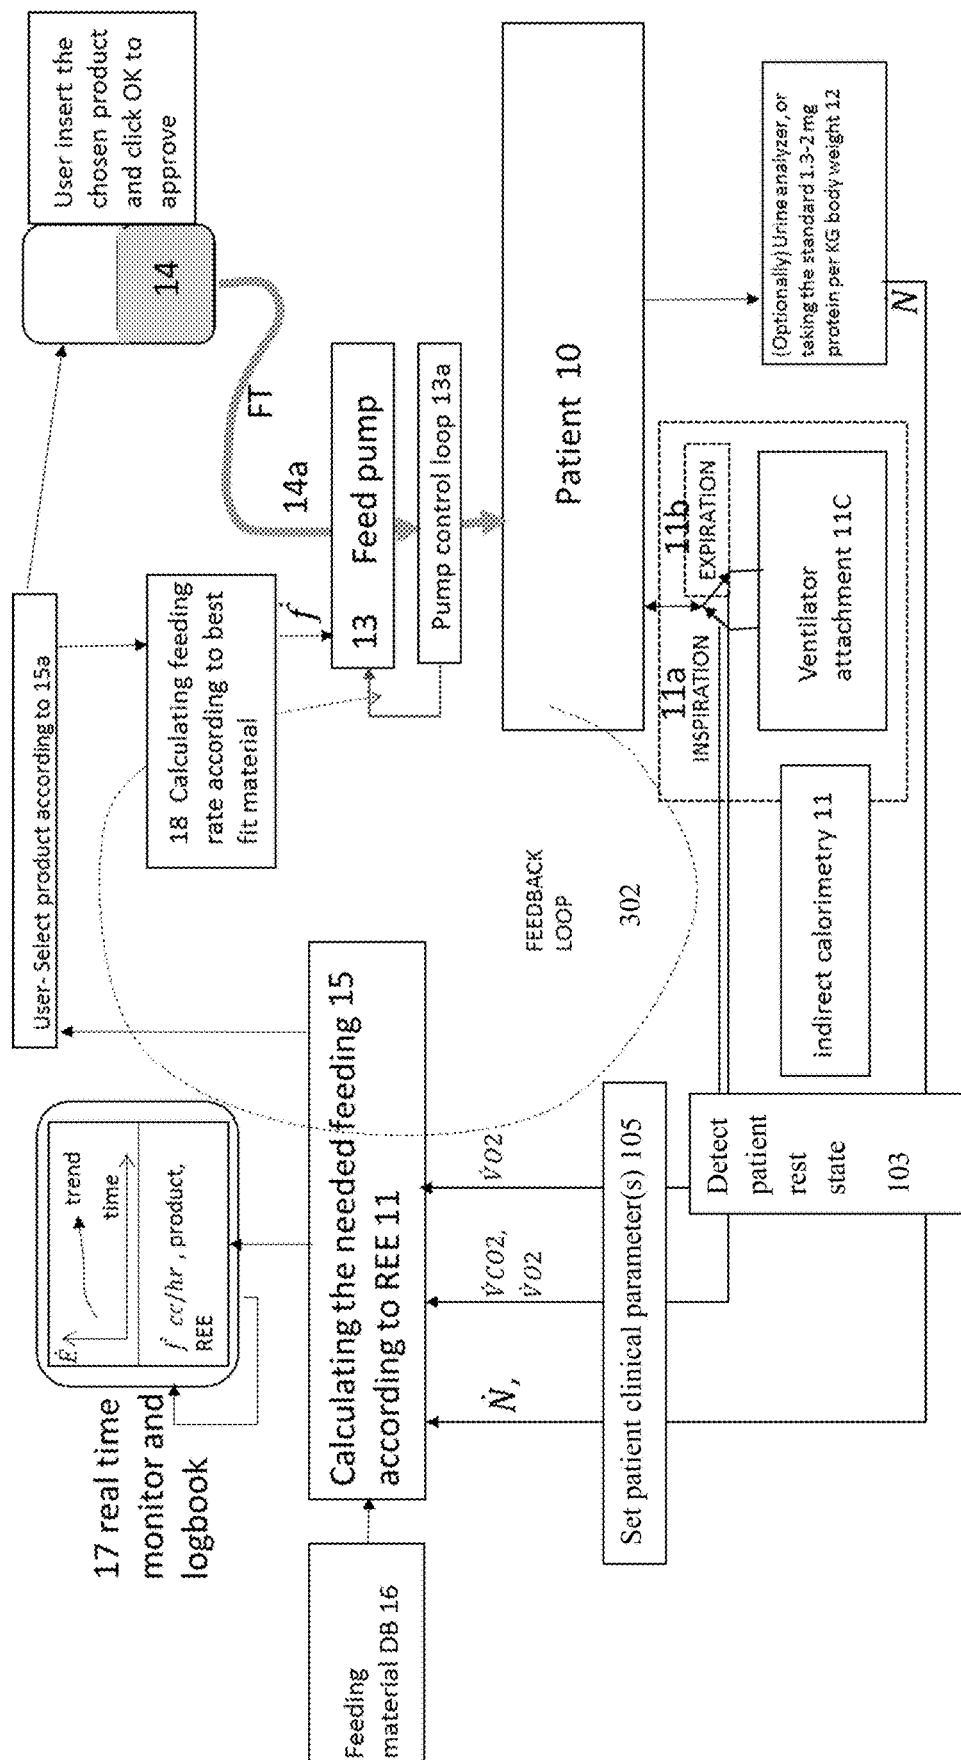 17 real time
monitor and
logbook
Ė
trend
time
ḟ cc/hr , product,
REE
User- Select product according to 15a
User insert the
chosen product
and click OK to
approve
14
Feeding
material DB 16
Calculating the needed feeding 15
according to REE 11
18 Calculating feeding
rate according to best
fit material
ḟ
FT
14a
13 Feed pump
Pump control loop 13a
Ṅ,
V̇CO2,
V̇O2
V̇O2
FEEDBACK
LOOP
302
Patient 10
Set patient clinical parameter(s) 105
Detect
patient
rest
state
103
indirect calorimetry 11
11a
INSPIRATION
11b
EXPIRATION
Ventilator
attachment 11C
(Optionally) Urine analyzer, or
taking the standard 1.3-2 mg
protein per KG body weight 12
N